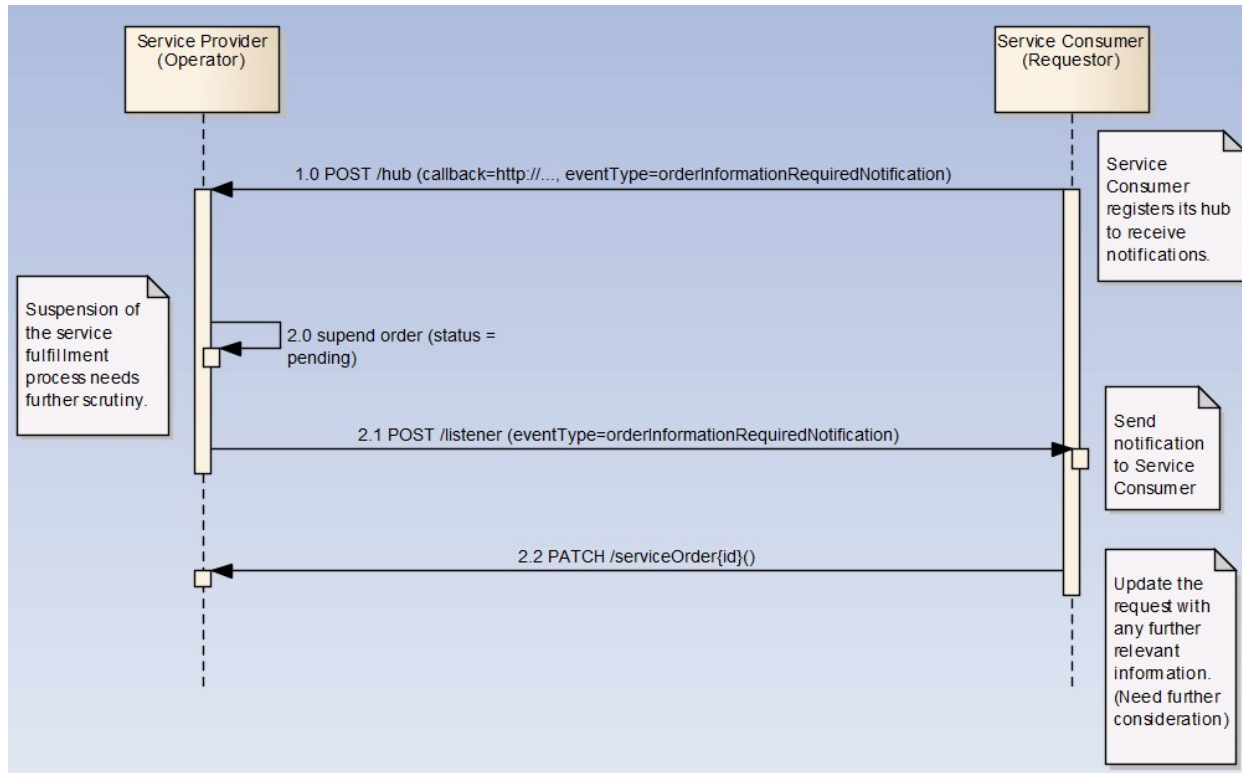 Service Provider
(Operator)
Service Consumer
(Requestor)
1.0 POST /hub (callback=http://..., eventType=orderInformationRequiredNotification)
Service
Consumer
registers its hub
to receive
notifications.
Suspension of
the service
fulfillment
process needs
further scrutiny.
2.0 supend order (status =
pending)
2.1 POST /listener (eventType=orderInformationRequiredNotification)
Send
notification
to Service
Consumer
2.2 PATCH /serviceOrder{id}()
Update the
request with
any further
relevant
information.
(Need further
consideration)